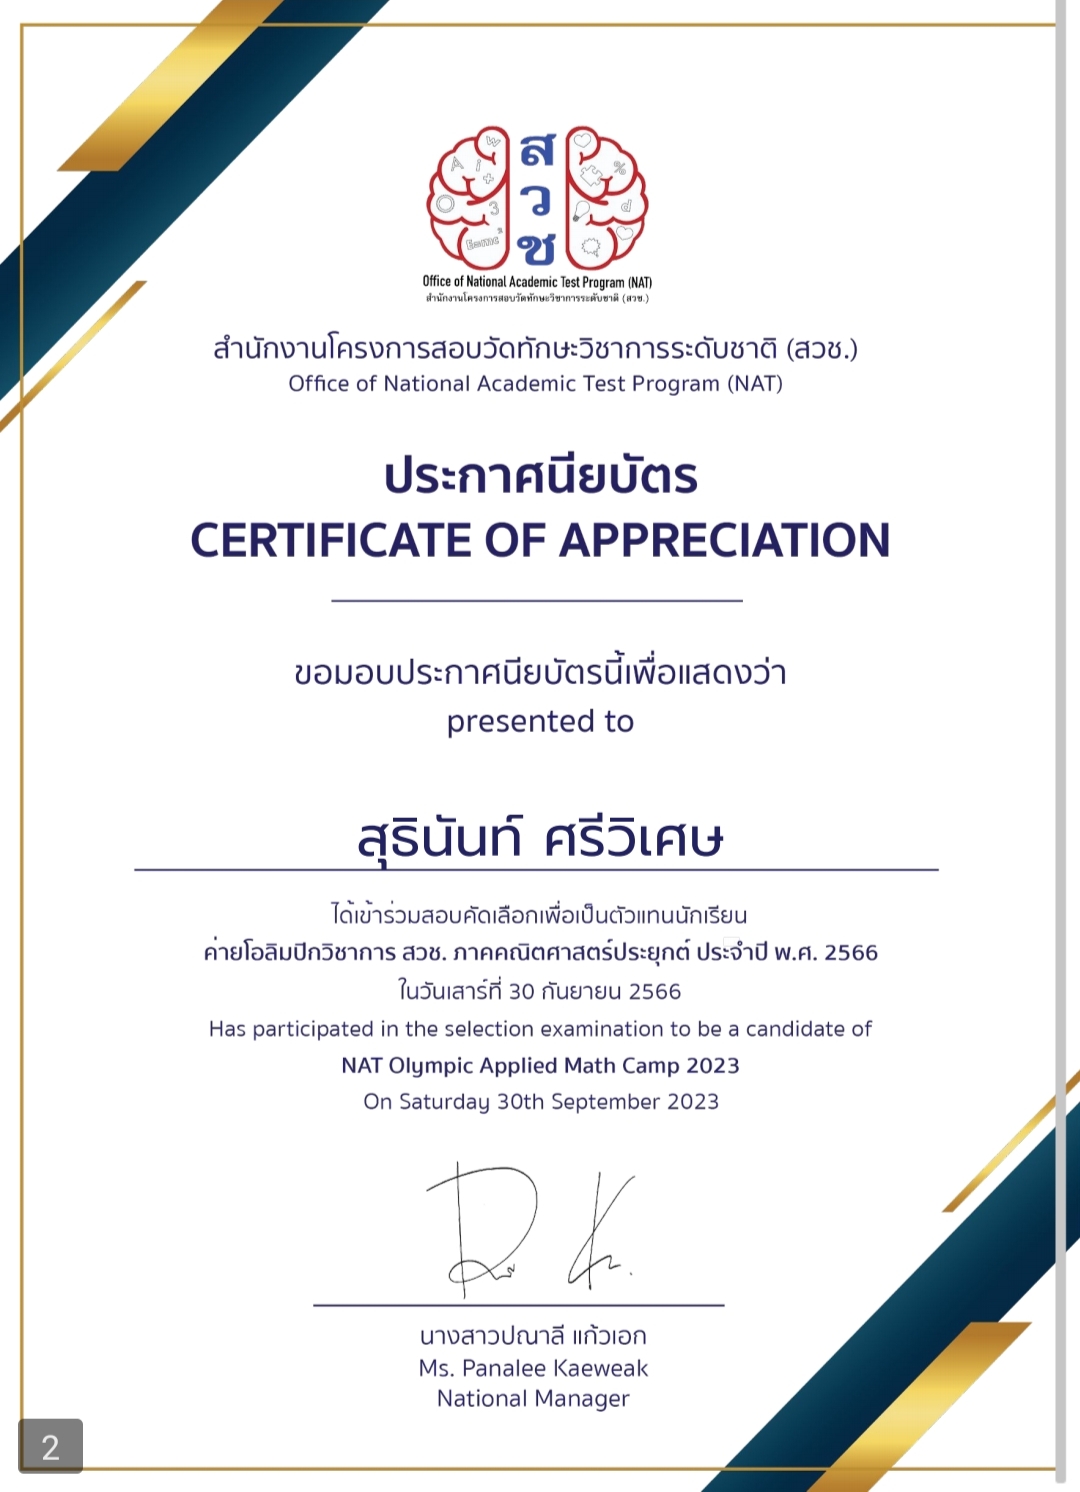 A i W + 3 E=mc² % d
ส
ว
ช
Office of National Academic Test Program (NAT)
สำนักงานโครงการสอบวัดทักษะวิชาการระดับชาติ (สวช.)
สำนักงานโครงการสอบวัดทักษะวิชาการระดับชาติ (สวช.)
Office of National Academic Test Program (NAT)
ประกาศนียบัตร
CERTIFICATE OF APPRECIATION
ขอมอบประกาศนียบัตรนี้เพื่อแสดงว่า
presented to
สุธินันท์ ศรีวิเศษ
ได้เข้าร่วมสอบคัดเลือกเพื่อเป็นตัวแทนนักเรียน
ค่ายโอลิมปิกวิชาการ สวช. ภาคคณิตศาสตร์ประยุกต์ ประจำปี พ.ศ. 2566
ในวันเสาร์ที่ 30 กันยายน 2566
Has participated in the selection examination to be a candidate of
NAT Olympic Applied Math Camp 2023
On Saturday 30th September 2023
นางสาวปณาลี แก้วเอก
Ms. Panalee Kaeweak
National Manager
2